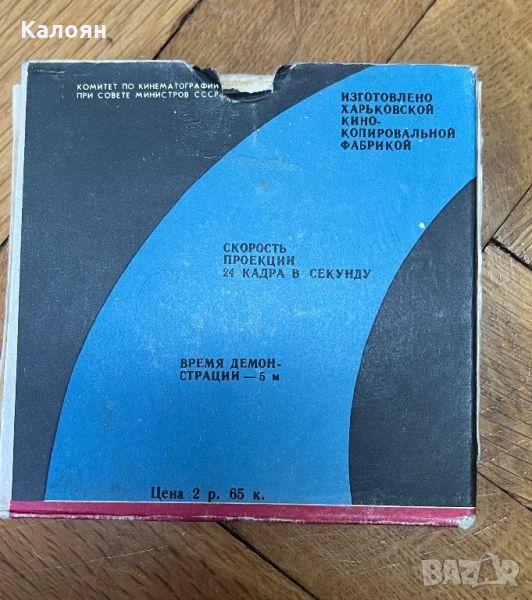 Калоян
КОМИТЕТ ПО КИНЕМАТОГРАФИИ
ПРИ СОВЕТЕ МИНИСТРОВ СССР
ИЗГОТОВЛЕНО
ХАРЬКОВСКОЙ
КИНО-
КОПИРОВАЛЬНОЙ
ФАБРИКОЙ
СКОРОСТЬ
ПРОЕКЦИИ
24 КАДРА В СЕКУНДУ
ВРЕМЯ ДЕМОН-
СТРАЦИИ — 5 м
Цена 2 р. 65 к.
BAZAR